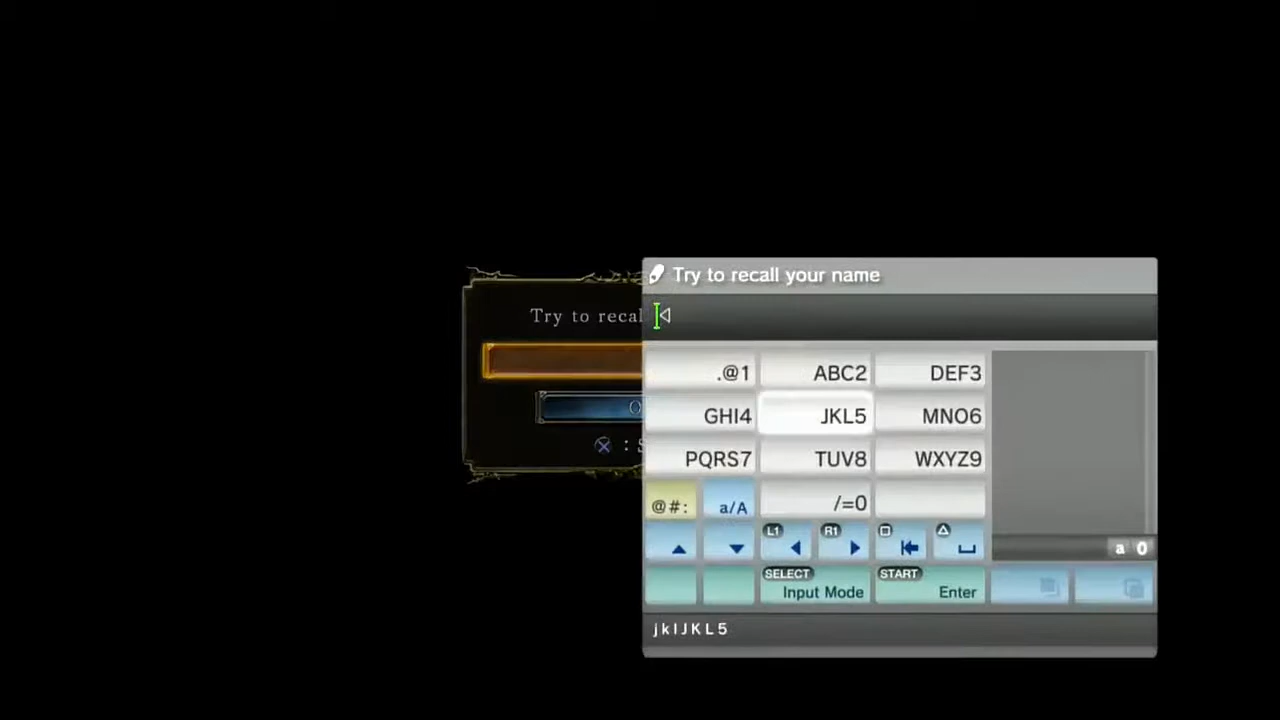 Try to recall your name
Try to recal
O
: S
.@1 ABC2 DEF3
GHI4 JKL5 MNO6
PQRS7 TUV8 WXYZ9
@#: a/A /=0
L1 R1
a 0
SELECT START
Input Mode Enter
jklJKL5